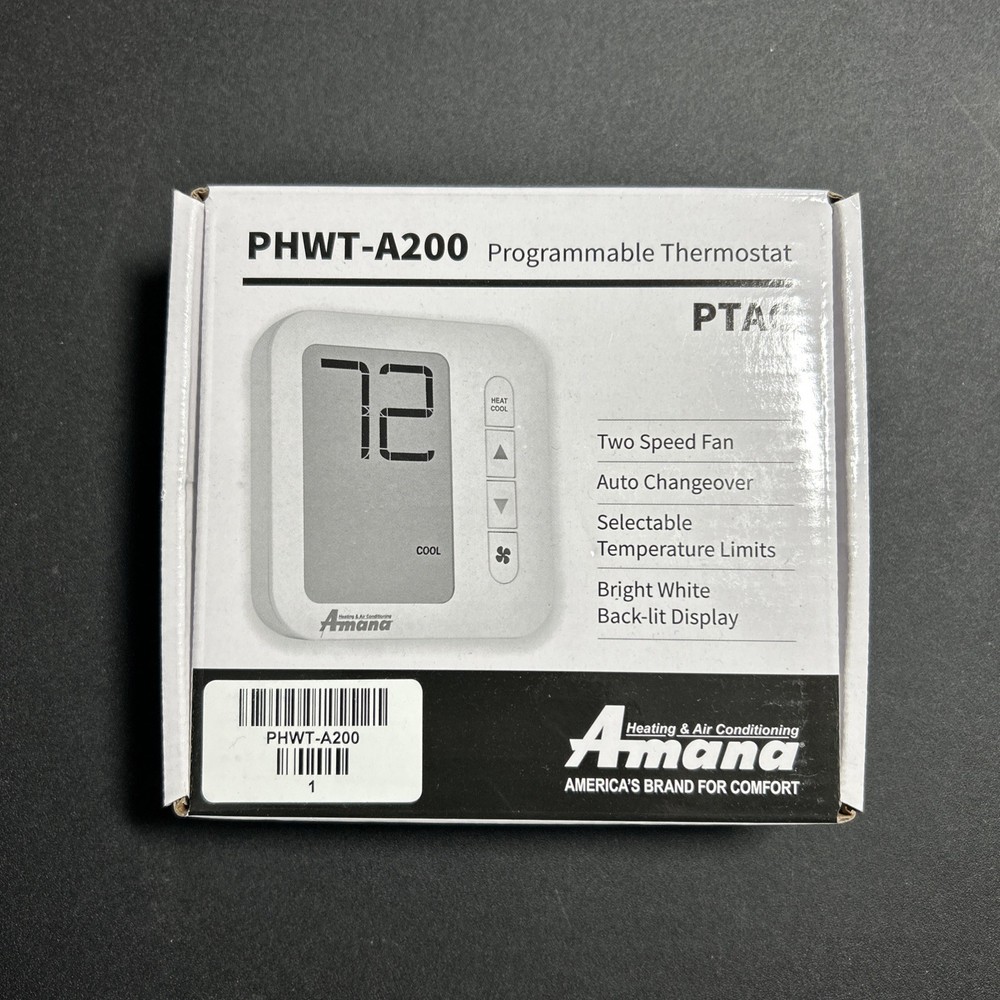 PHWT-A200 Programmable Thermostat
PTAC
72
HEAT
COOL
COOL
Heating & Air Conditioning
Amana
Two Speed Fan
Auto Changeover
Selectable
Temperature Limits
Bright White
Back-lit Display
PHWT-A200
1
Heating & Air Conditioning
Amana
AMERICA'S BRAND FOR COMFORT